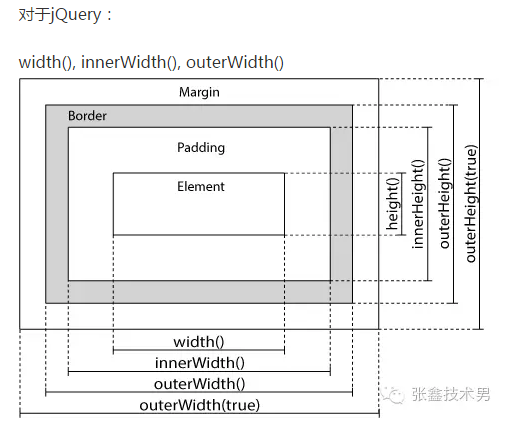 对于jQuery：
width(), innerWidth(), outerWidth()
Margin
Border
Padding
Element
height()
innerHeight()
outerHeight()
outerHeight(true)
width()
innerWidth()
outerWidth()
outerWidth(true)
张鑫技术男